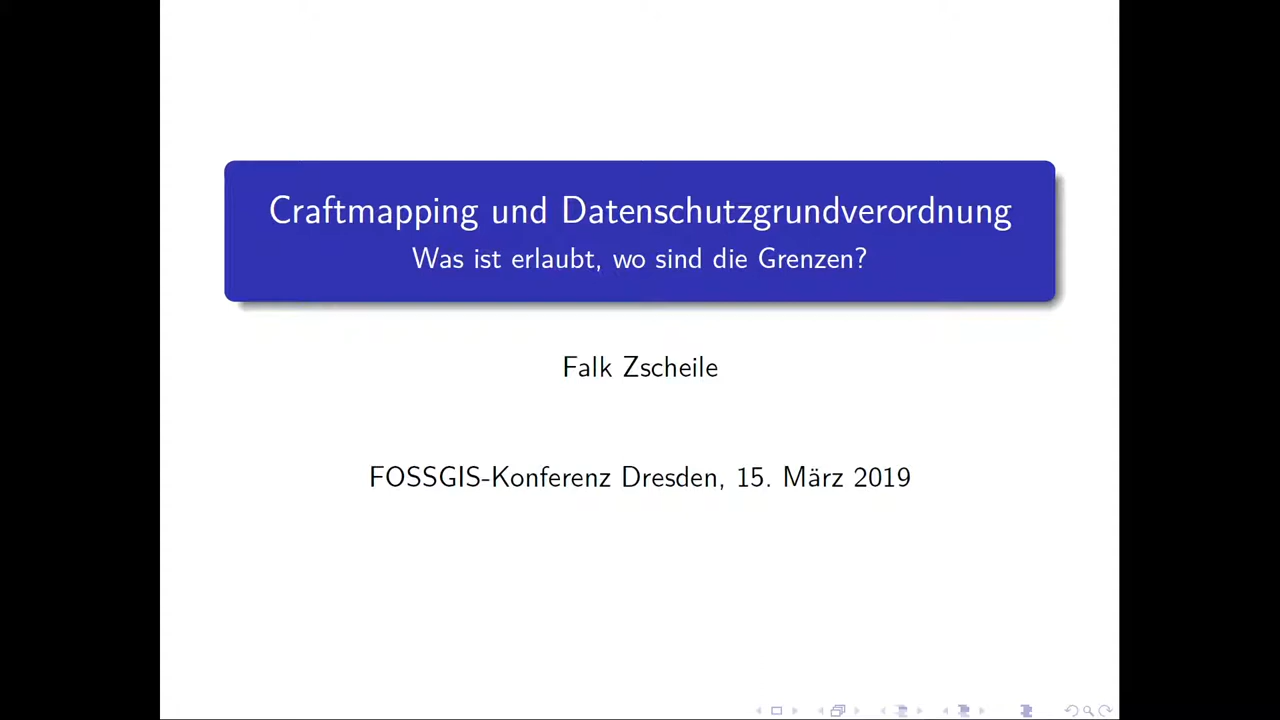 Craftmapping und Datenschutzgrundverordnung
Was ist erlaubt, wo sind die Grenzen?
Falk Zscheile
FOSSGIS-Konferenz Dresden, 15. März 2019